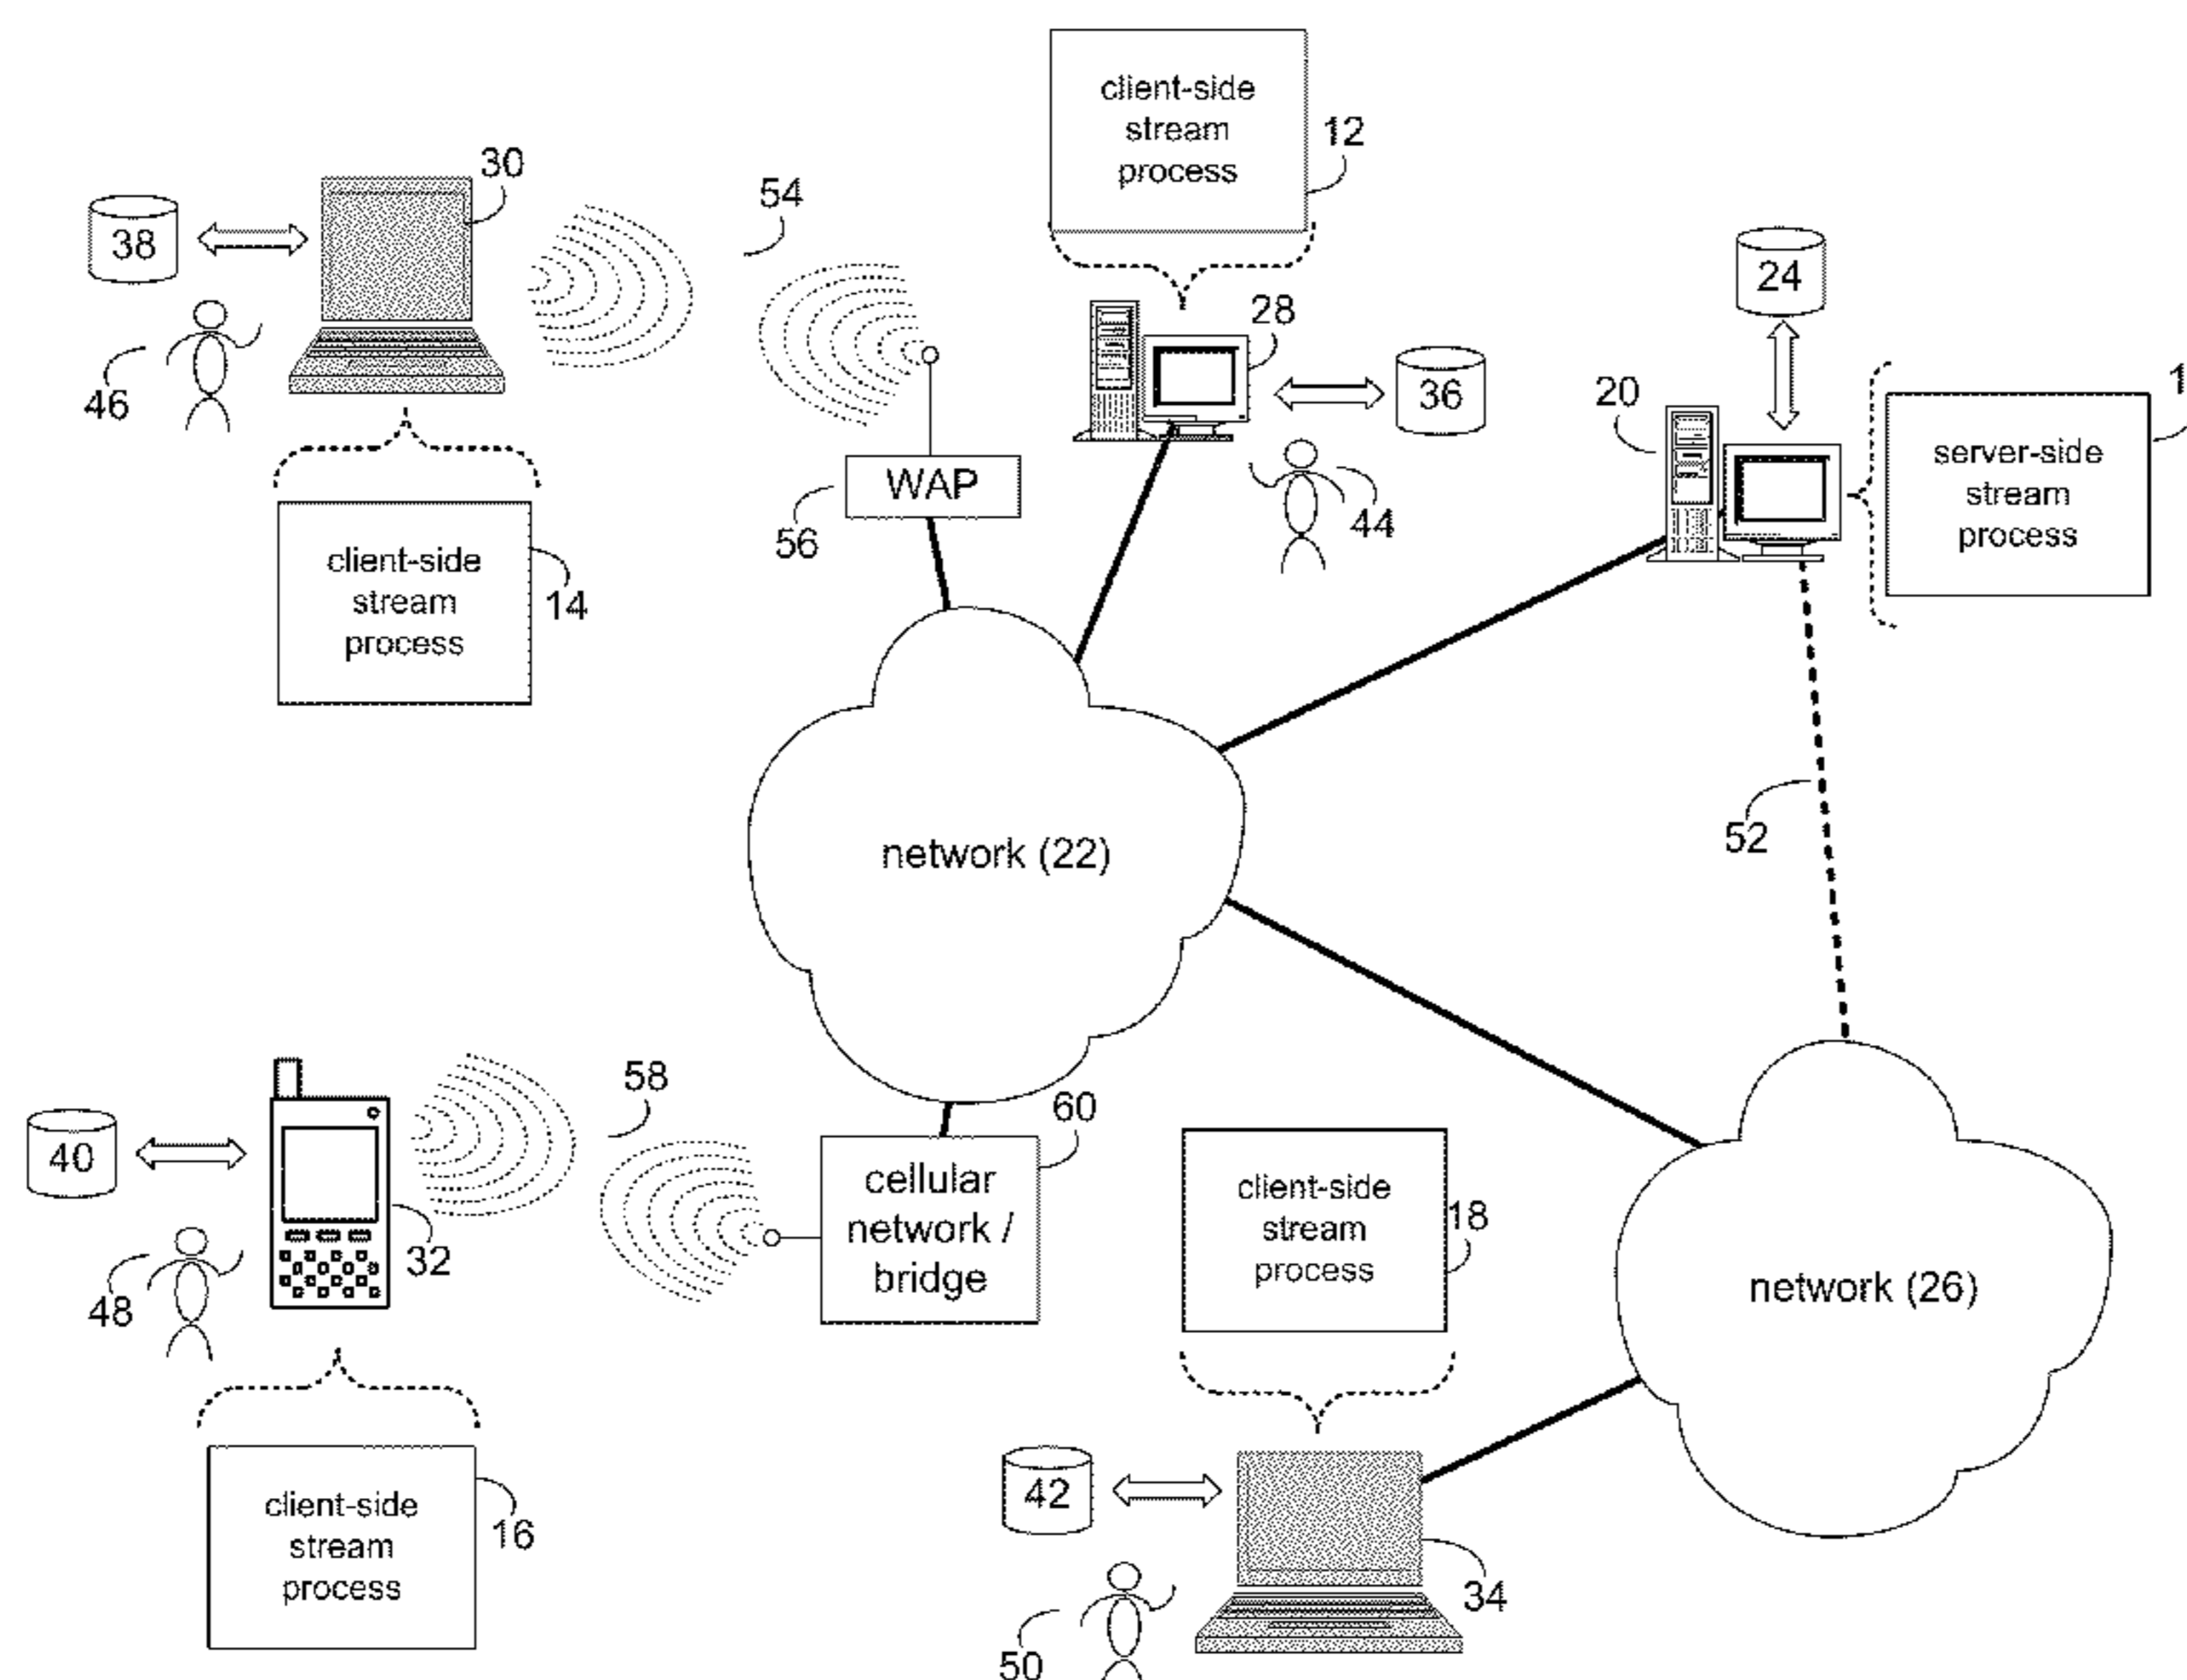 client-side
stream
process
12
30
54
38
46
client-side
stream
process
14
WAP
56
28
36
44
24
20
server-side
stream
process
1
network (22)
52
58
60
40
32
48
cellular
network /
bridge
client-side
stream
process
18
network (26)
client-side
stream
process
16
42
34
50